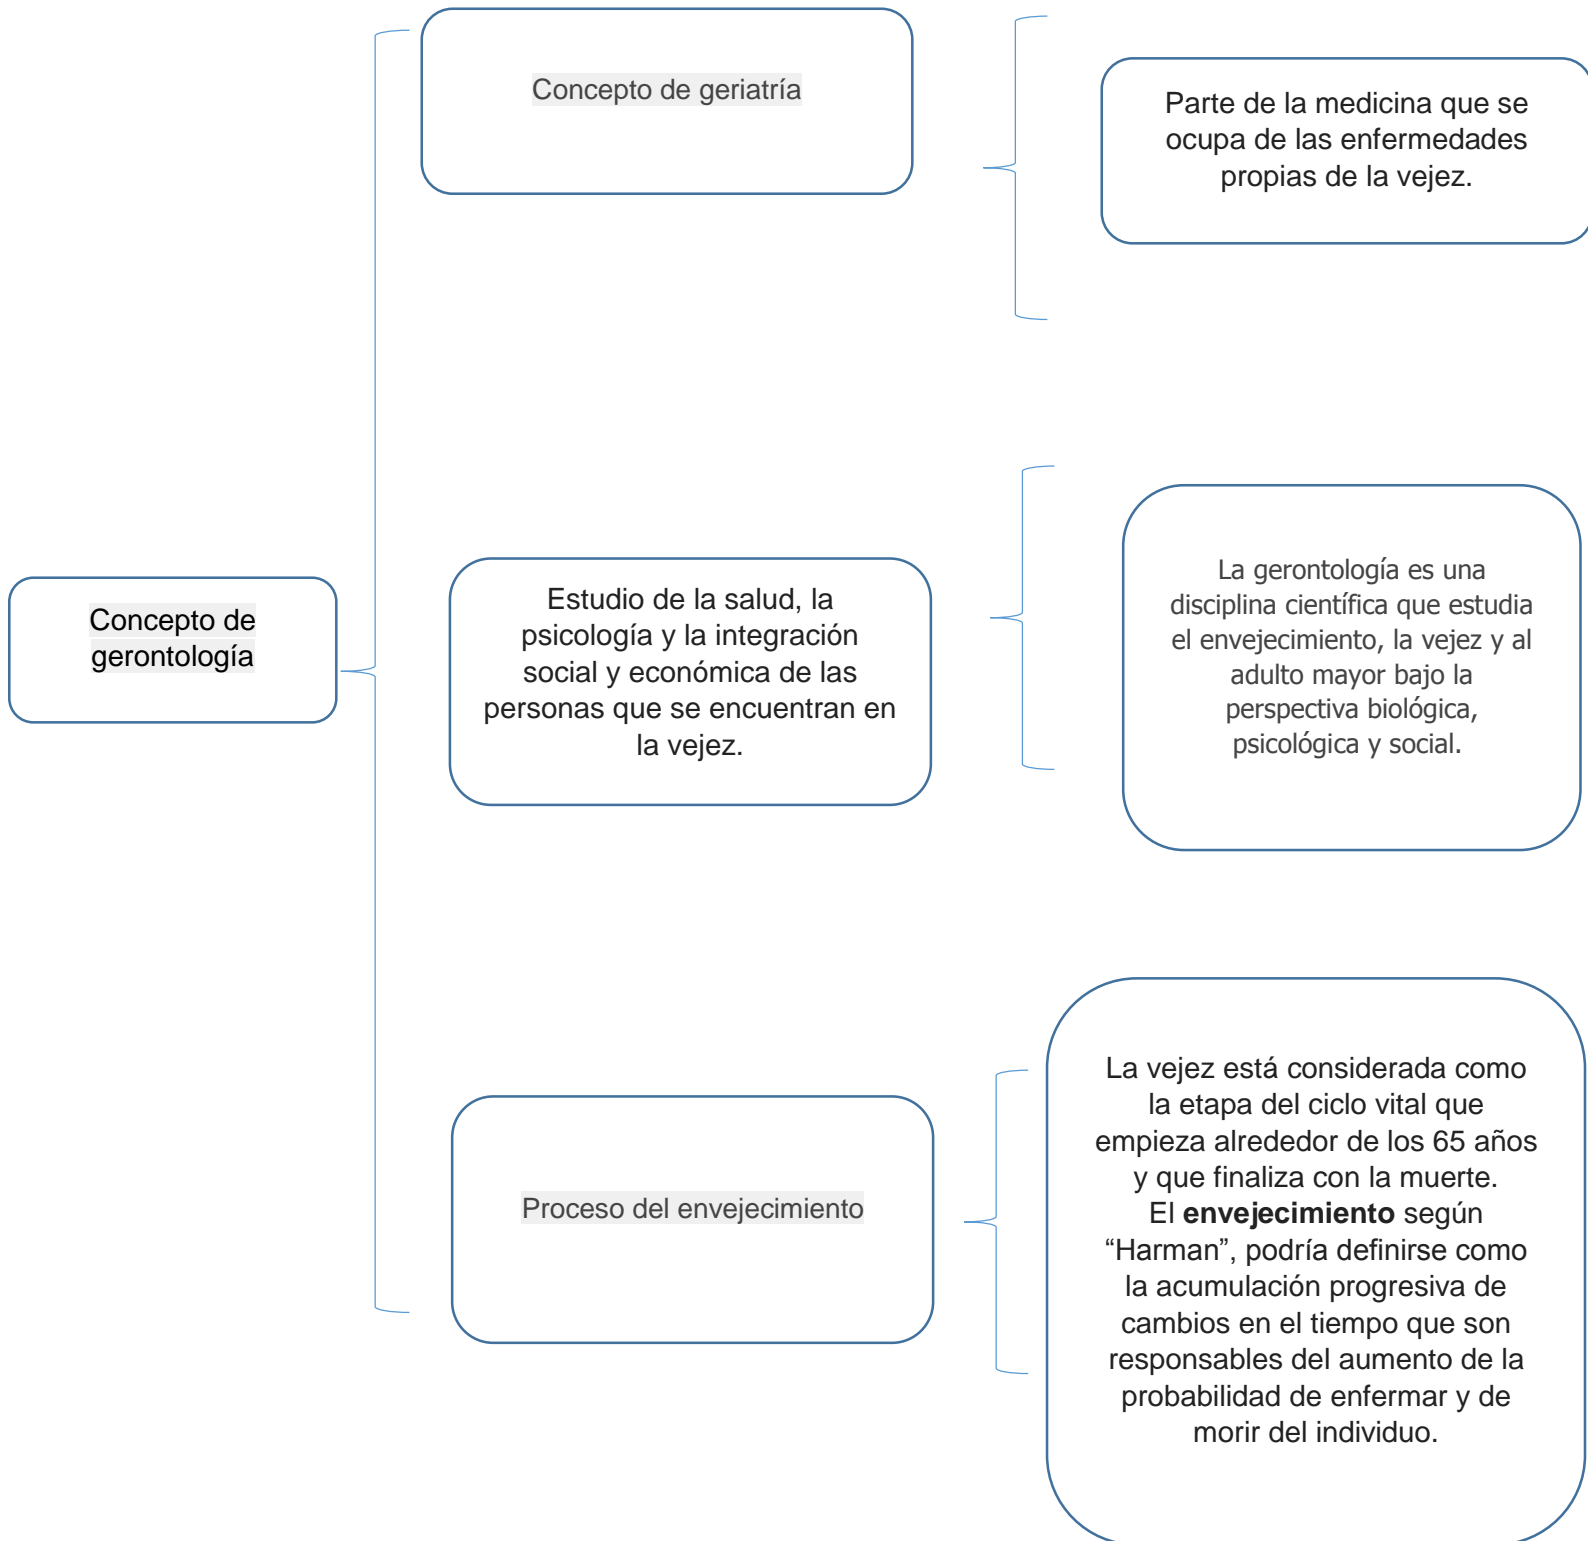 Concepto de geriatría
Parte de la medicina que se
ocupa de las enfermedades
propias de la vejez.
Concepto de
gerontología
Estudio de la salud, la
psicología y la integración
social y económica de las
personas que se encuentran en
la vejez.
La gerontología es una
disciplina científica que estudia
el envejecimiento, la vejez y al
adulto mayor bajo la
perspectiva biológica,
psicológica y social.
Proceso del envejecimiento
La vejez está considerada como
la etapa del ciclo vital que
empieza alrededor de los 65 años
y que finaliza con la muerte.
El envejecimiento según
“Harman”, podría definirse como
la acumulación progresiva de
cambios en el tiempo que son
responsables del aumento de la
probabilidad de enfermar y de
morir del individuo.